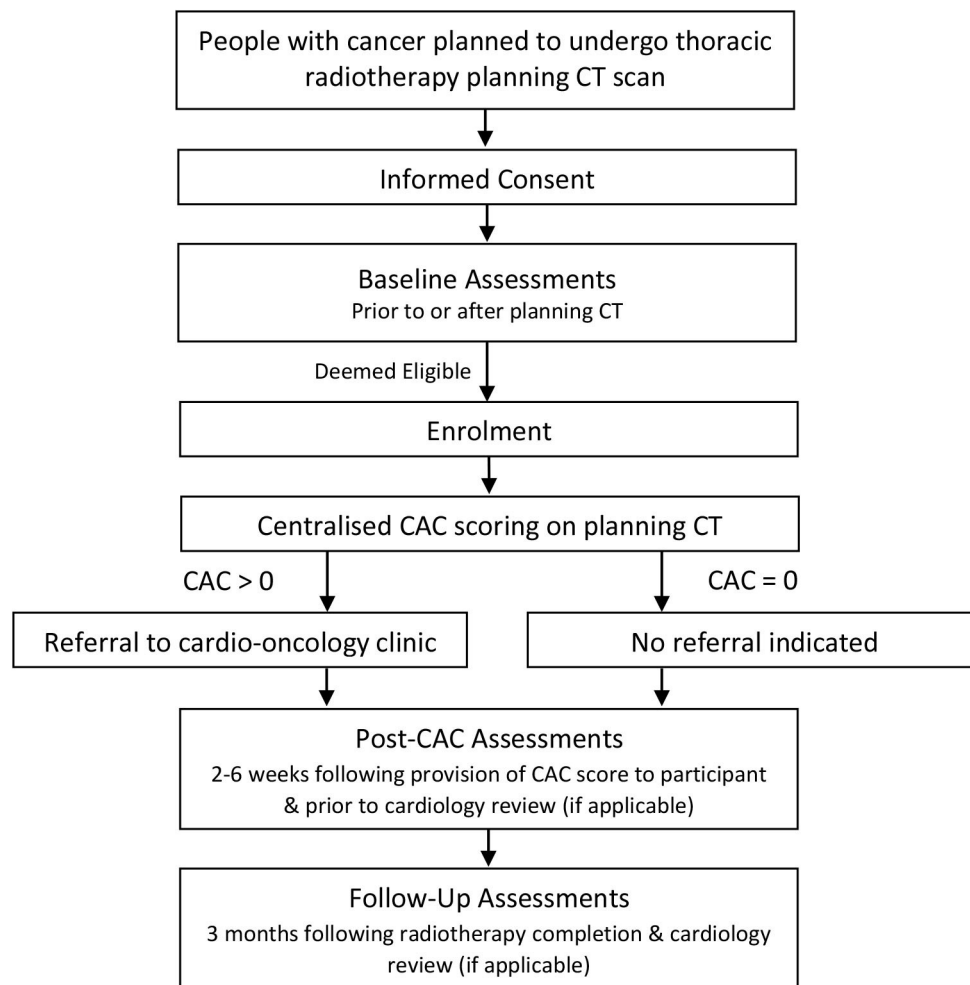 People with cancer planned to undergo thoracic
radiotherapy planning CT scan
Informed Consent
Baseline Assessments
Prior to or after planning CT
Deemed Eligible
Enrolment
Centralised CAC scoring on planning CT
CAC > 0
CAC = 0
Referral to cardio-oncology clinic
No referral indicated
Post-CAC Assessments
2-6 weeks following provision of CAC score to participant
& prior to cardiology review (if applicable)
Follow-Up Assessments
3 months following radiotherapy completion & cardiology
review (if applicable)